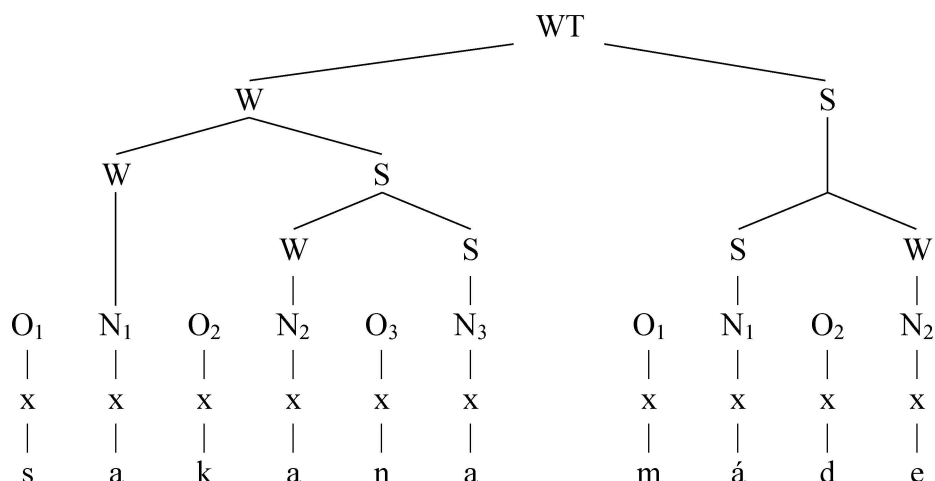 WT
W S
W S
W S S W
O₁ N₁ O₂ N₂ O₃ N₃ O₁ N₁ O₂ N₂
x x x x x x x x x x
s a k a n a m á d e